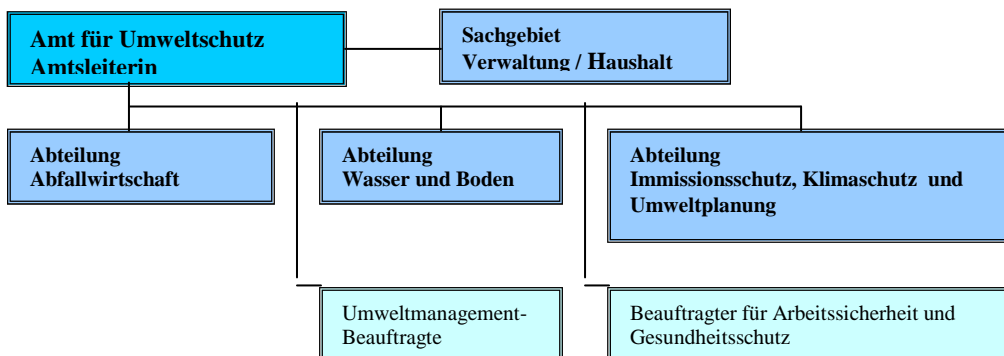 Amt für Umweltschutz
Amtsleiterin
Sachgebiet
Verwaltung / Haushalt
Abteilung
Abfallwirtschaft
Abteilung
Wasser und Boden
Abteilung
Immissionsschutz, Klimaschutz und
Umweltplanung
Umweltmanagement-
Beauftragte
Beauftragter für Arbeitssicherheit und
Gesundheitsschutz